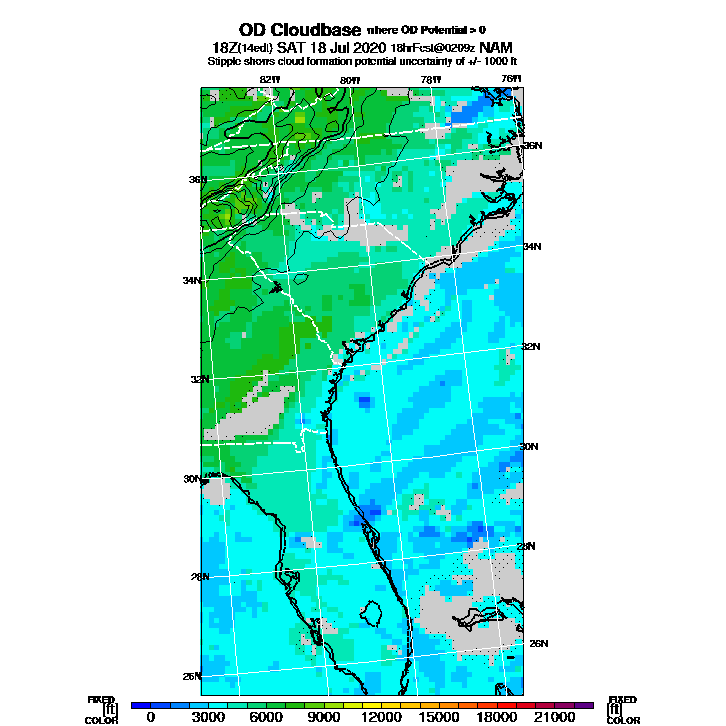 OD Cloudbase where OD Potential > 0
18Z(14edt) SAT 18 Jul 2020 18hrFcst@0209z NAM
Stipple shows cloud formation potential uncertainty of +/- 1000 ft
82W 80W 78W 76W
36N
36N
34N
34N
32N
32N
30N
30N
28N
28N
26N
26N
FIXED FIXED
[ft] [ft]
COLOR COLOR
0 3000 6000 9000 12000 15000 18000 21000